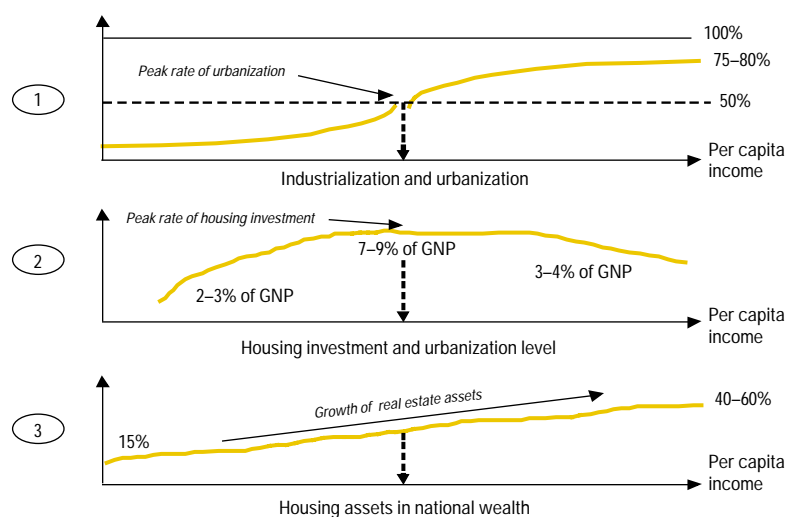 100%
75–80%
Peak rate of urbanization
1
50%
Per capita
income
Industrialization and urbanization
Peak rate of housing investment
2
7–9% of GNP
3–4% of GNP
2–3% of GNP
Per capita
income
Housing investment and urbanization level
Growth of real estate assets
40–60%
3
15%
Per capita
income
Housing assets in national wealth